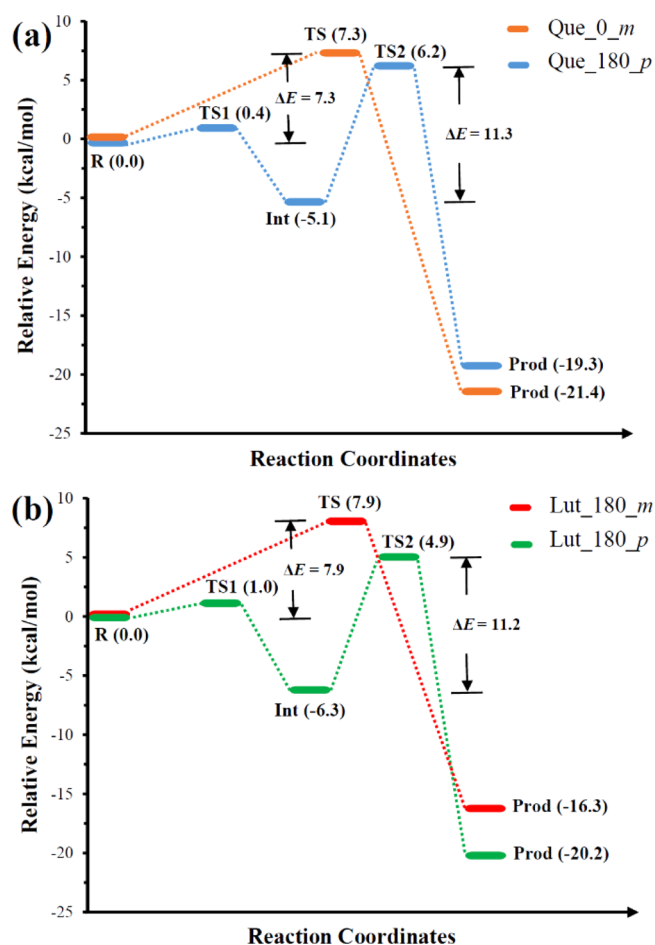 (a)
10
5
0
-5
-10
-15
-20
-25
Relative Energy (kcal/mol)
TS (7.3)
TS2 (6.2)
Que_0_m
Que_180_p
ΔE = 7.3
ΔE = 11.3
TS1 (0.4)
R (0.0)
Int (-5.1)
Prod (-19.3)
Prod (-21.4)
Reaction Coordinates
(b)
10
5
0
-5
-10
-15
-20
-25
Relative Energy (kcal/mol)
TS (7.9)
TS2 (4.9)
Lut_180_m
Lut_180_p
ΔE = 7.9
ΔE = 11.2
TS1 (1.0)
R (0.0)
Int (-6.3)
Prod (-16.3)
Prod (-20.2)
Reaction Coordinates